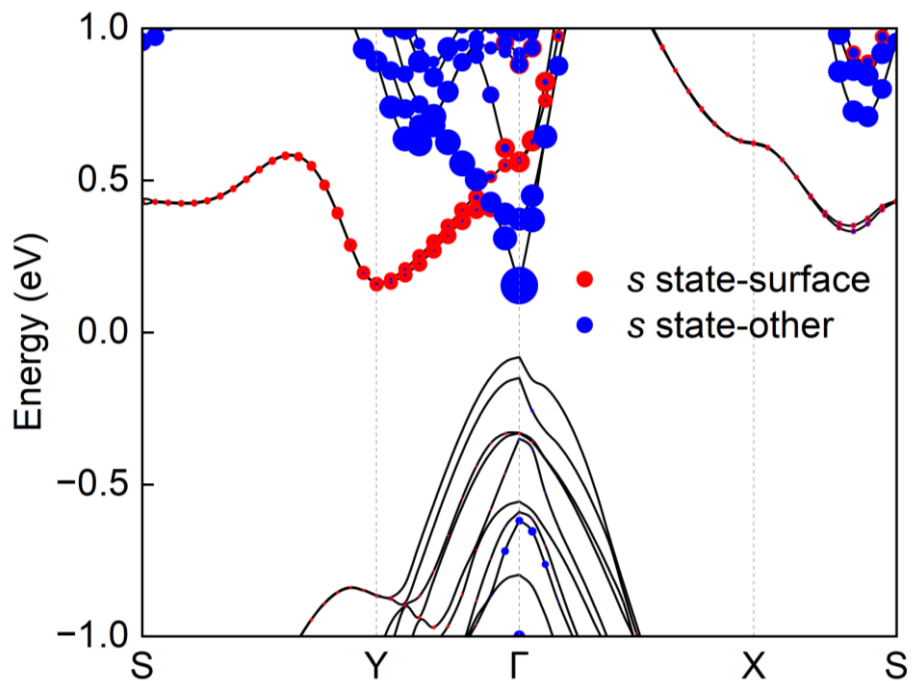 1.0
0.5
0.0
−0.5
−1.0
Energy (eV)
s state-surface
s state-other
S
Y
Γ
X
S